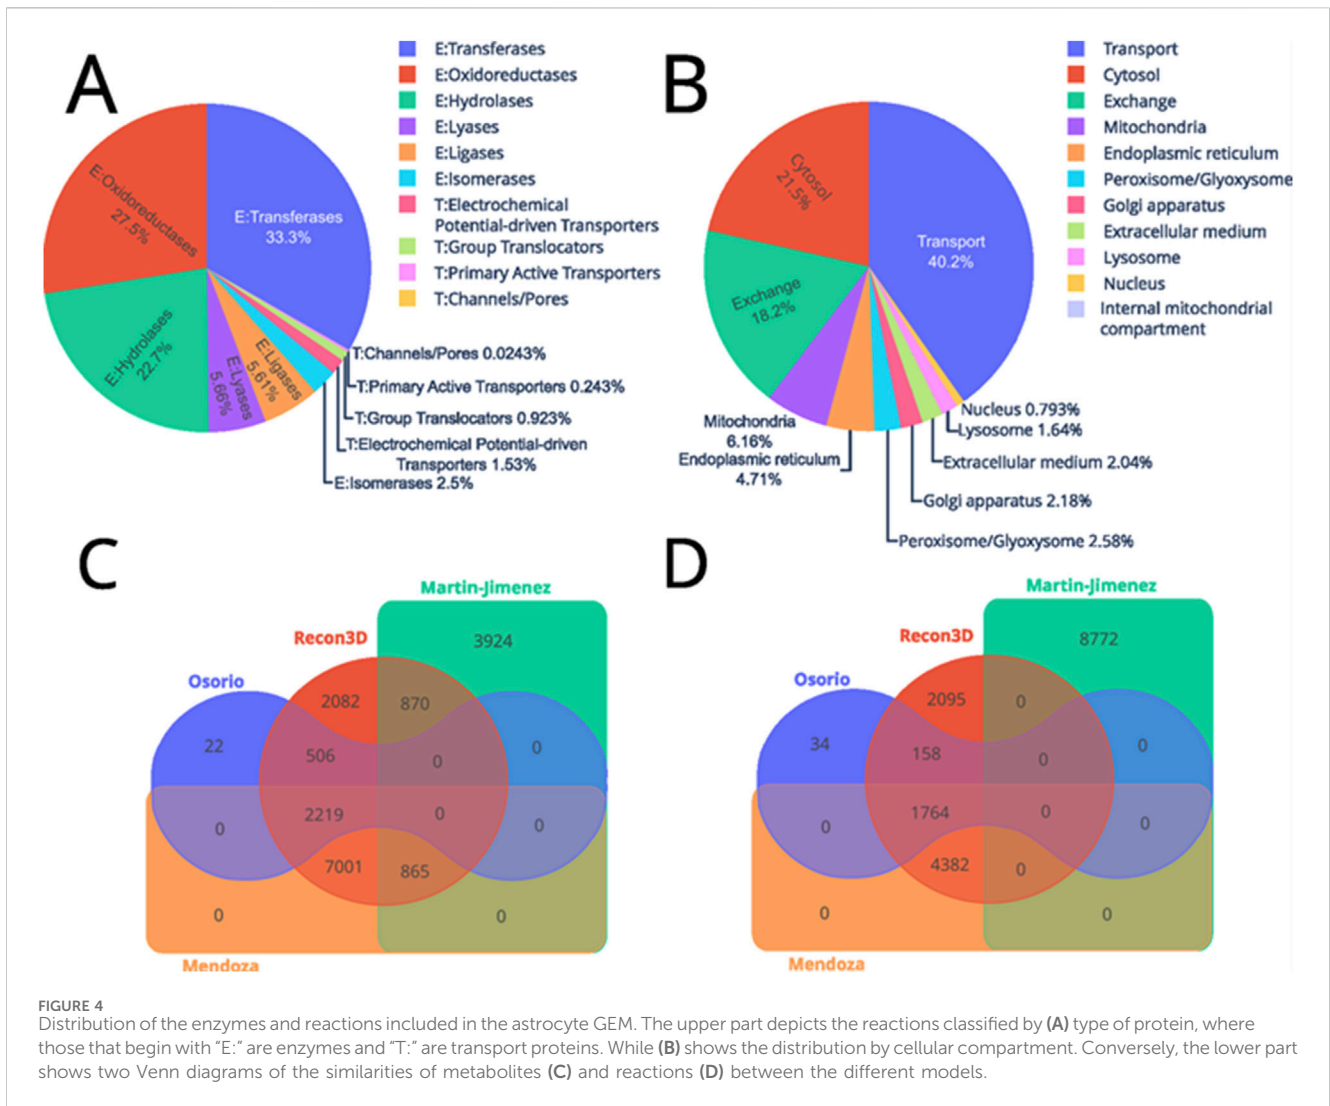 A
E:Transferases
E:Oxidoreductases
E:Hydrolases
E:Lyases
E:Ligases
E:Isomerases
T:Electrochemical
Potential-driven Transporters
T:Group Translocators
T:Primary Active Transporters
T:Channels/Pores
E:Transferases
33.3%
E:Oxidoreductases
27.5%
E:Hydrolases
22.7%
E:Lyases
5.66%
E:Ligases
5.61%
T:Channels/Pores 0.0243%
T:Primary Active Transporters 0.243%
T:Group Translocators 0.923%
T:Electrochemical Potential-driven
Transporters 1.53%
E:Isomerases 2.5%
B
Transport
Cytosol
Exchange
Mitochondria
Endoplasmic reticulum
Peroxisome/Glyoxysome
Golgi apparatus
Extracellular medium
Lysosome
Nucleus
Internal mitochondrial
compartment
Cytosol
21.5%
Transport
40.2%
Exchange
18.2%
Mitochondria
6.16%
Endoplasmic reticulum
4.71%
Nucleus 0.793%
Lysosome 1.64%
Extracellular medium 2.04%
Golgi apparatus 2.18%
Peroxisome/Glyoxysome 2.58%
C
Martin-Jimenez
Recon3D
Osorio
3924
2082
870
22
506
0
0
2219
0
0
0
7001
865
0
0
Mendoza
D
Martin-Jimenez
Recon3D
Osorio
8772
2095
0
34
158
0
0
1764
0
0
0
4382
0
0
0
Mendoza
FIGURE 4
Distribution of the enzymes and reactions included in the astrocyte GEM. The upper part depicts the reactions classified by (A) type of protein, where
those that begin with "E:" are enzymes and "T:" are transport proteins. While (B) shows the distribution by cellular compartment. Conversely, the lower part
shows two Venn diagrams of the similarities of metabolites (C) and reactions (D) between the different models.